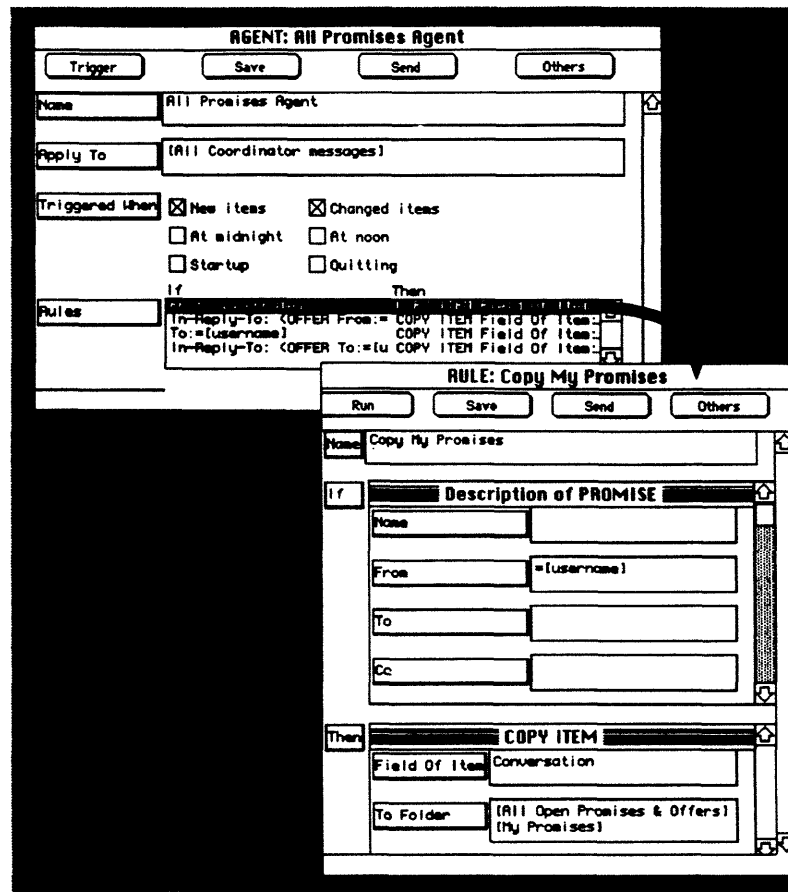 AGENT: All Promises Agent
Trigger Save Send Others
Name All Promises Agent
Apply To [All Coordinator messages]
Triggered When New items Changed items
At midnight At noon
Startup Quitting
If Then
Rules
In-Reply-To: <OFFER From:= COPY ITEM Field Of Item:
To:=[username] COPY ITEM Field Of Item:
In-Reply-To: <OFFER To:=[u COPY ITEM Field Of Item:
RULE: Copy My Promises
Run Save Send Others
Name Copy My Promises
If Description of PROMISE
Name
From =[username]
To
Cc
Then COPY ITEM
Field Of Item Conversation
To Folder [All Open Promises & Offers]
[My Promises]